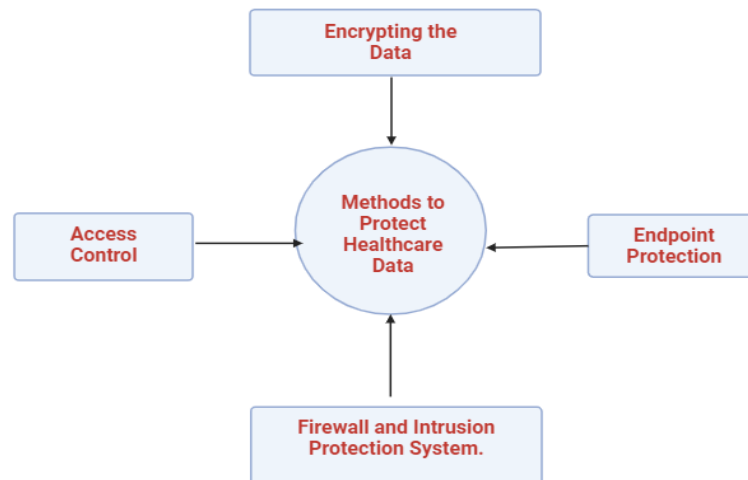 Encrypting the
Data
Methods to
Protect
Healthcare
Data
Access
Control
Endpoint
Protection
Firewall and Intrusion
Protection System.